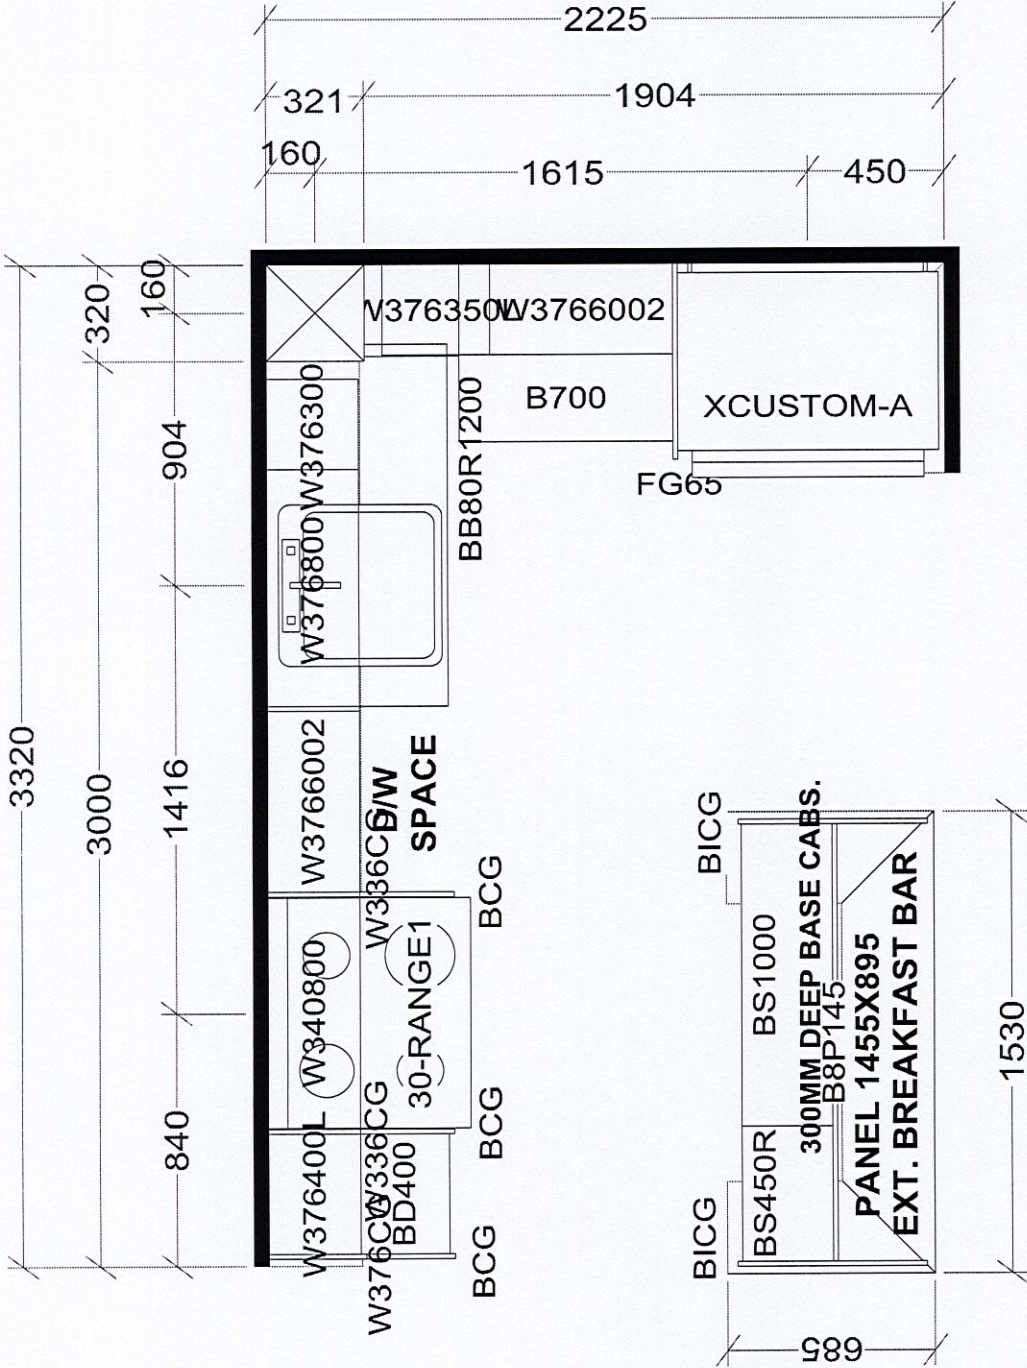 2225
321
1904
160
1615
450
3320
320
160
3000
904
1416
840
W376350L
W3766002
B700
XCUSTOM-A
FG65
W376300
BB80R1200
W376800
W3766002
D/W
SPACE
W336CG
BCG
W340800
30-RANGE1
BCG
W376400L
W336CG
BD400
W376CG
BCG
BICG
BS1000
300MM DEEP BASE CABS.
B8P145
PANEL 1455X895
EXT. BREAKFAST BAR
BS450R
BICG
1530
685